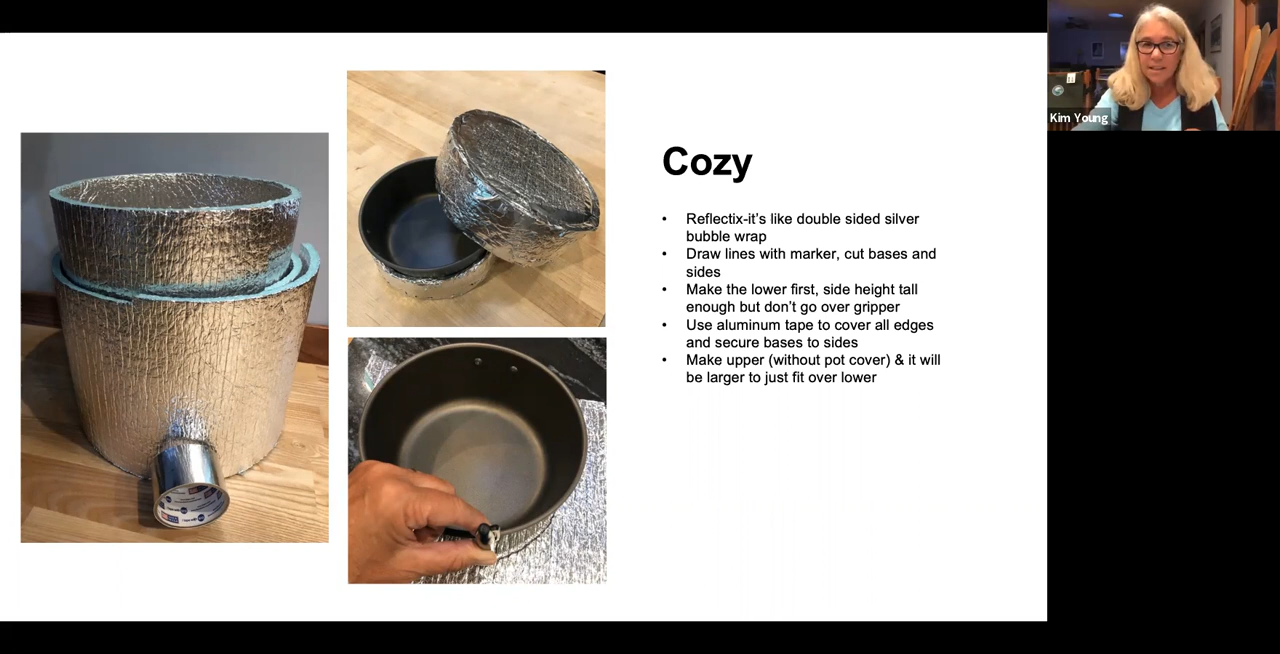 Cozy
• Reflectix-it's like double sided silver
bubble wrap
• Draw lines with marker, cut bases and
sides
• Make the lower first, side height tall
enough but don't go over gripper
• Use aluminum tape to cover all edges
and secure bases to sides
• Make upper (without pot cover) & it will
be larger to just fit over lower
Kim Young